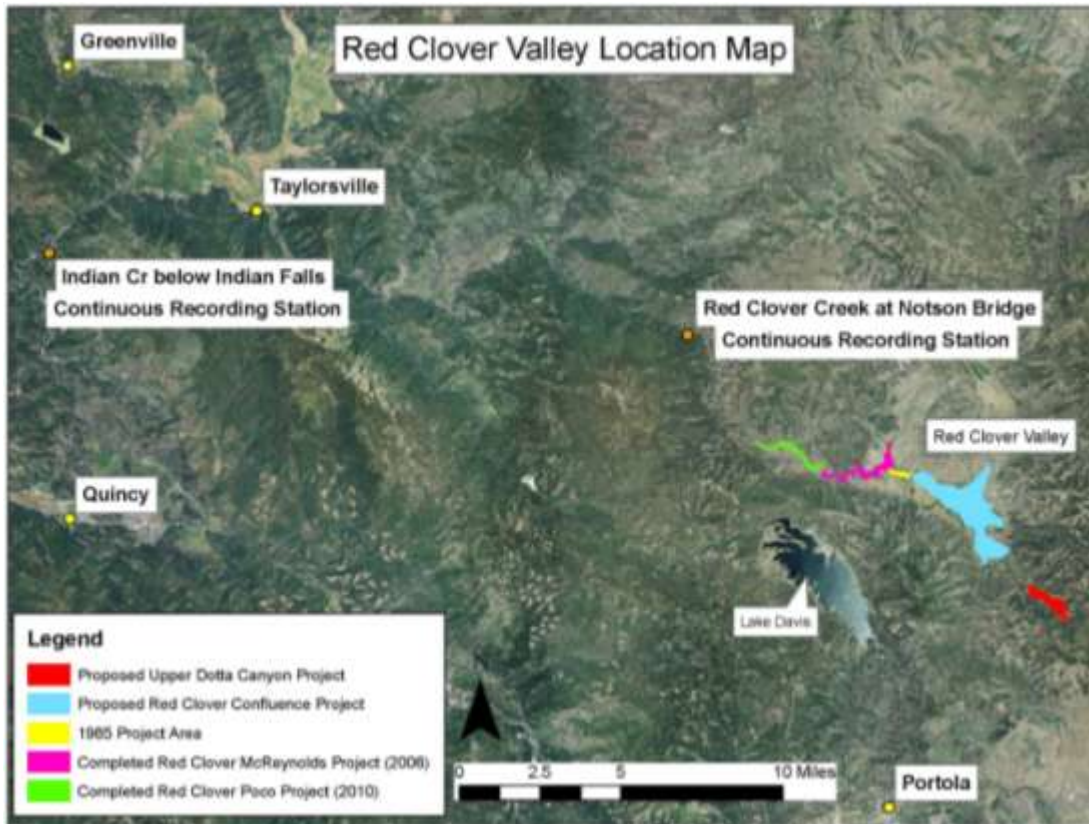 Red Clover Valley Location Map
Greenville
Taylorsville
Indian Cr below Indian Falls
Continuous Recording Station
Red Clover Creek at Notson Bridge
Continuous Recording Station
Red Clover Valley
Quincy
Lake Davis
Legend
Proposed Upper Dotta Canyon Project
Proposed Red Clover Confluence Project
1985 Project Area
Completed Red Clover McReynolds Project (2006)
Completed Red Clover Poco Project (2010)
0 2.5 5 10 Miles
Portola